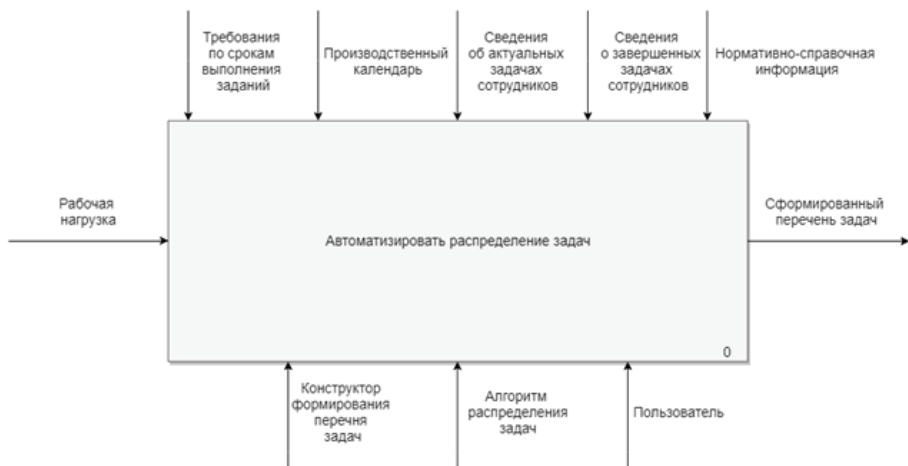 Требования
по срокам
выполнения
заданий
Производственный
календарь
Сведения
об актуальных
задачах
сотрудников
Сведения
о завершенных
задачах
сотрудников
Нормативно-справочная
информация
Рабочая
нагрузка
Автоматизировать распределение задач
Сформированный
перечень задач
0
Конструктор
формирования
перечня
задач
Алгоритм
распределения
задач
Пользователь